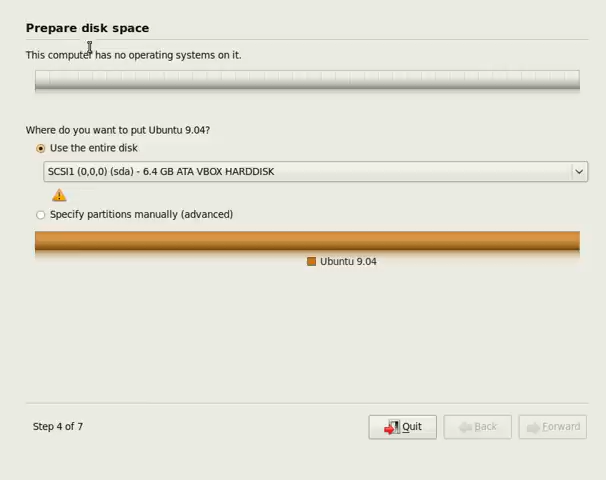 Prepare disk space
This computer has no operating systems on it.
Where do you want to put Ubuntu 9.04?
Use the entire disk
SCSI1 (0,0,0) (sda) - 6.4 GB ATA VBOX HARDDISK
Specify partitions manually (advanced)
Ubuntu 9.04
Step 4 of 7
Quit
Back
Forward